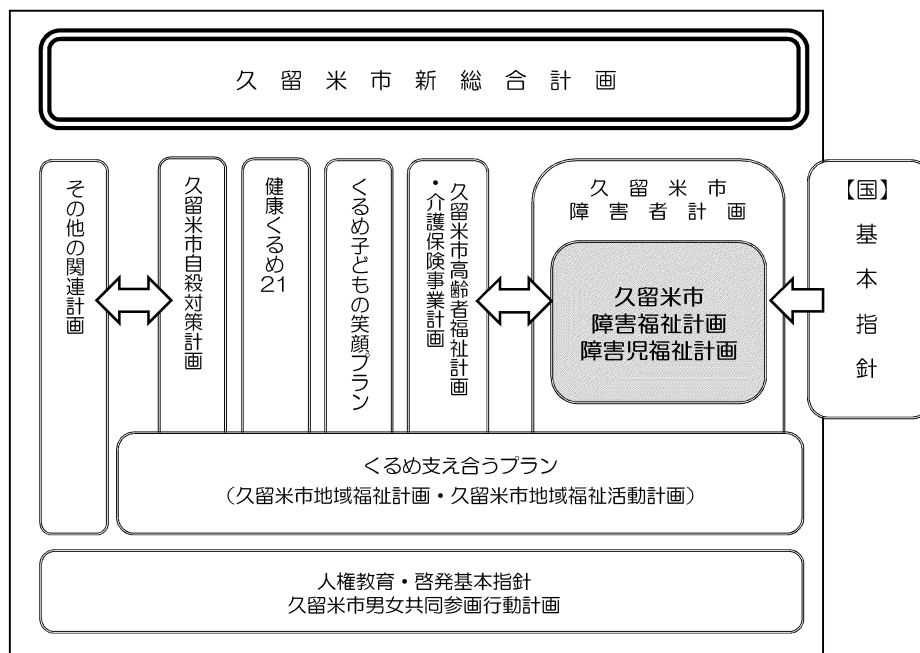 久留米市新総合計画
その他の関連計画
久留米市自殺対策計画
健康くるめ21
くるめ子どもの笑顔プラン
久留米市高齢者福祉計画
・介護保険事業計画
久留米市
障害者計画
久留米市
障害福祉計画
障害児福祉計画
【国】基本指針
くるめ支え合うプラン
（久留米市地域福祉計画・久留米市地域福祉活動計画）
人権教育・啓発基本指針
久留米市男女共同参画行動計画